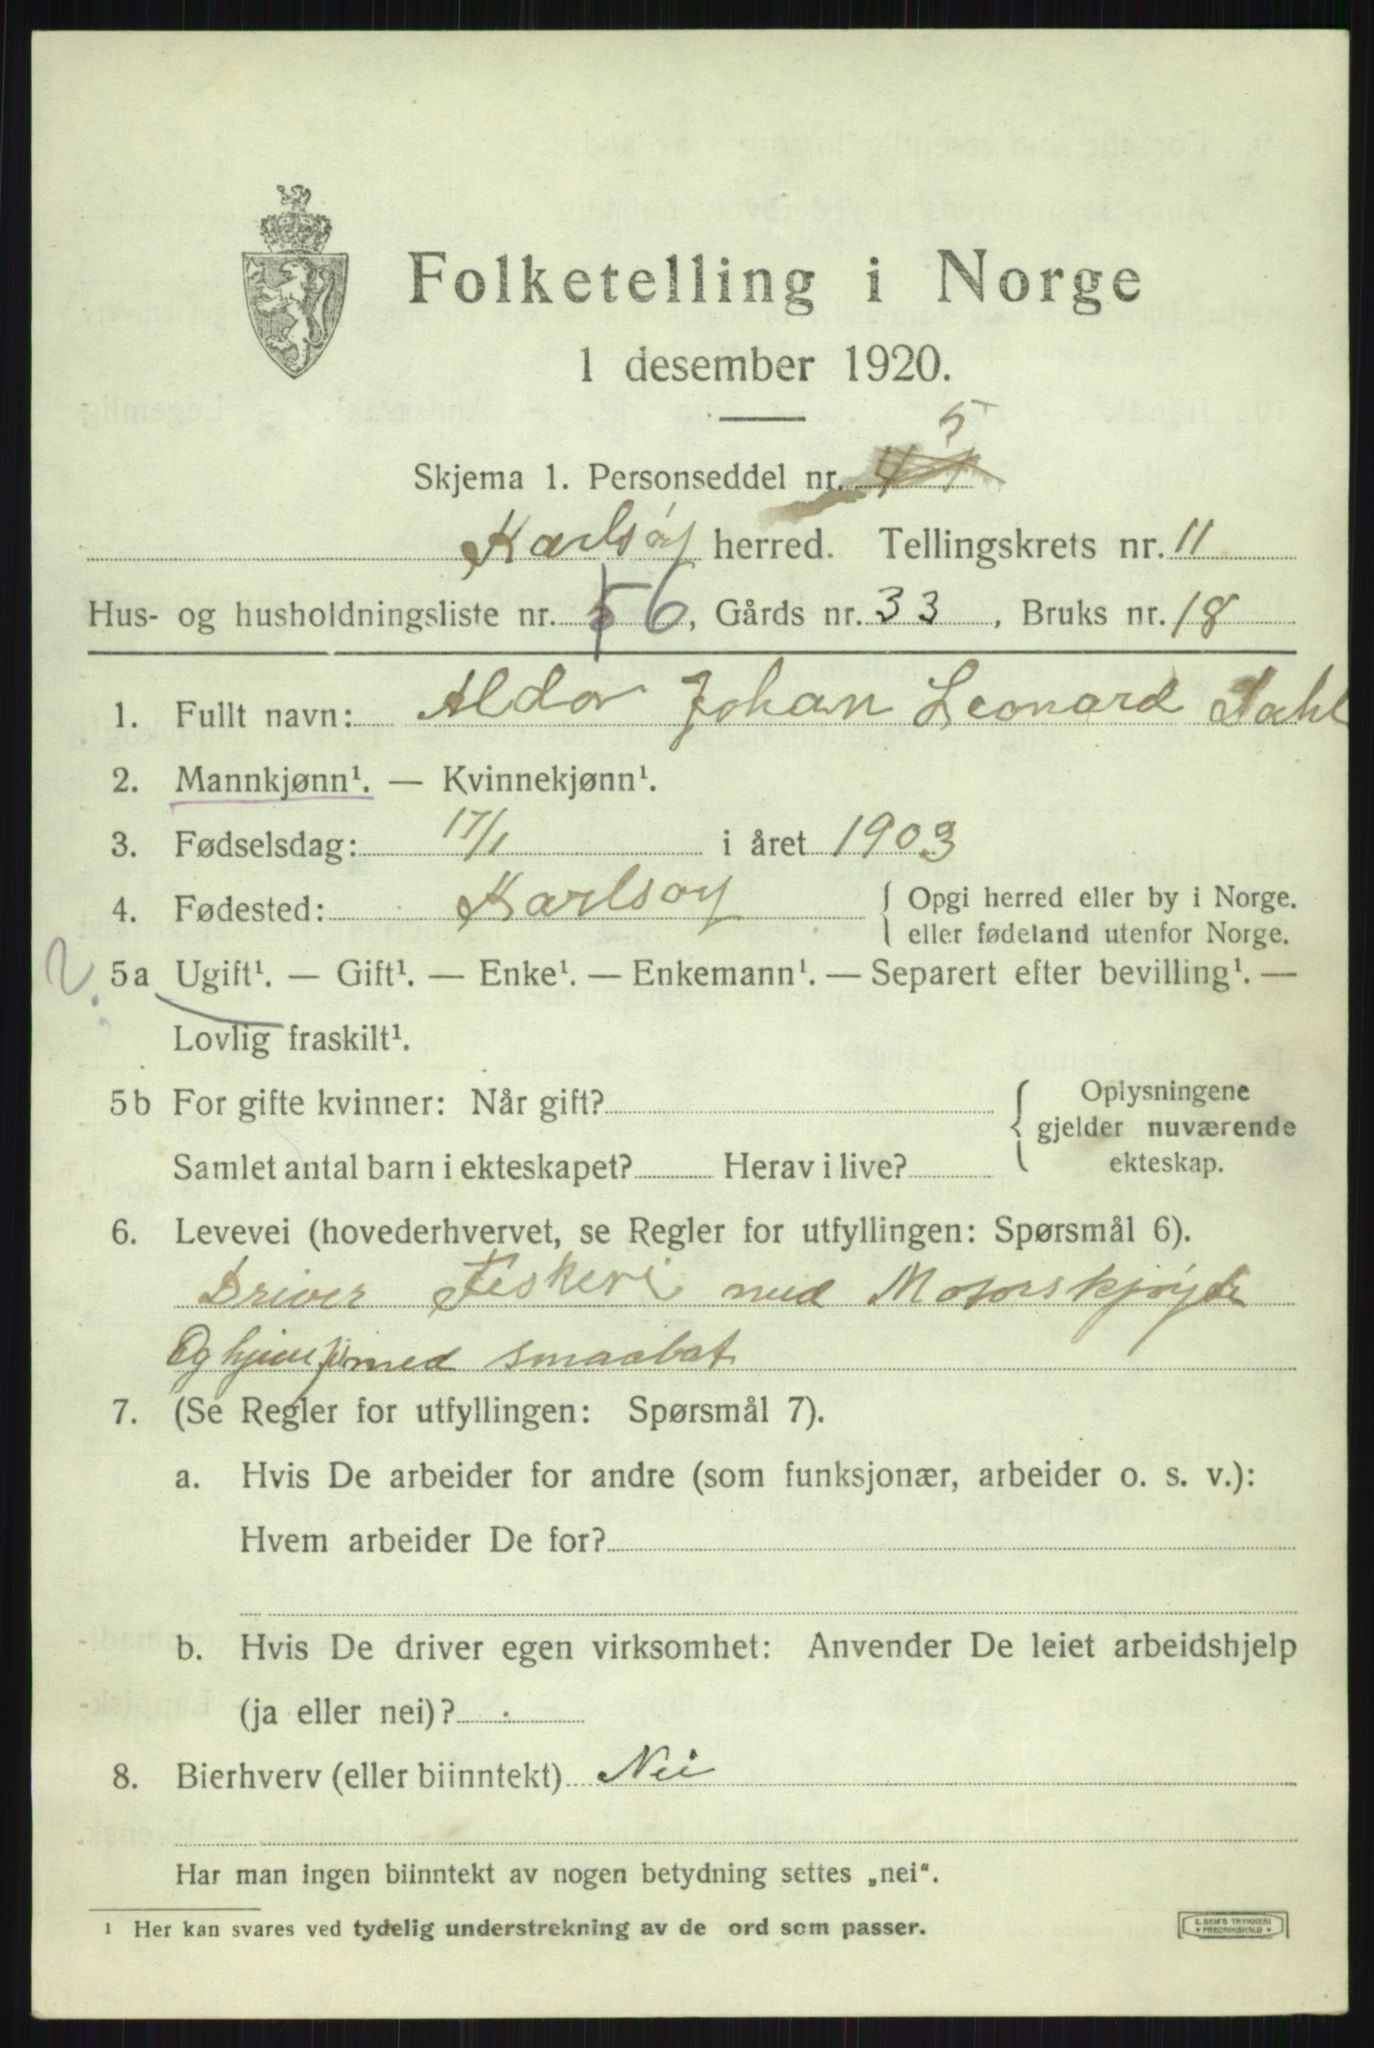 Folketelling i Norge
1 desember 1920.
5
Skjema 1. Personseddel nr.
Karlsøy herred. Tellingskrets nr. 11
Hus- og husholdningsliste nr. 56, Gårds nr. 33, Bruks nr. 18
1. Fullt navn: Aldor Johan Leonard Dahl
2. Mannkjønn¹. — Kvinnekjønn¹.
3. Fødselsdag: 17/1 i året 1903
4. Fødested: Karlsøy { Opgi herred eller by i Norge.
eller fødeland utenfor Norge.
5a Ugift¹. — Gift¹. — Enke¹. — Enkemann¹. — Separert efter bevilling¹. —
Lovlig fraskilt¹.
5b For gifte kvinner: Når gift?
Samlet antal barn i ekteskapet? Herav i live?
{ Oplysningene
gjelder nuværende
ekteskap.
6. Levevei (hovederhvervet, se Regler for utfyllingen: Spørsmål 6).
Driver Feskeri med Motorskjøyte
Og med smaabat
7. (Se Regler for utfyllingen: Spørsmål 7).
a. Hvis De arbeider for andre (som funksjonær, arbeider o. s. v.):
Hvem arbeider De for?
b. Hvis De driver egen virksomhet: Anvender De leiet arbeidshjelp
(ja eller nei)?
8. Bierhverv (eller biinntekt) Nei
Har man ingen biinntekt av nogen betydning settes „nei".
¹ Her kan svares ved tydelig understrekning av de ord som passer.
E. SEM'S TRYKKERI
FREDRIKSHALD